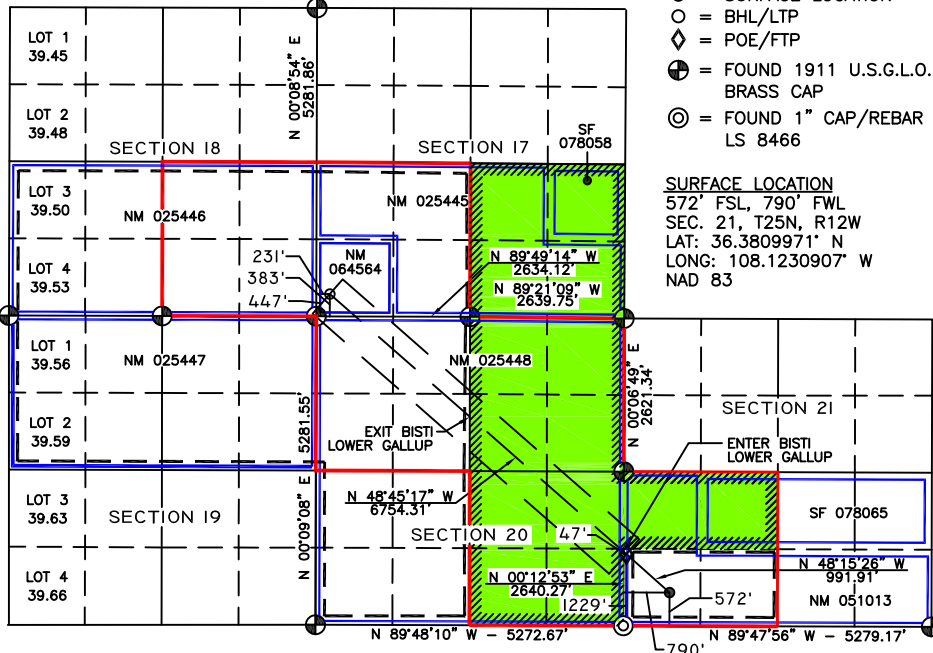 SURFACE LOCATION
○ = BHL/LTP
◊ = POE/FTP
= FOUND 1911 U.S.G.L.O.
BRASS CAP
= FOUND 1" CAP/REBAR
LS 8466
SURFACE LOCATION
572' FSL, 790' FWL
SEC. 21, T25N, R12W
LAT: 36.3809971° N
LONG: 108.1230907° W
NAD 83
LOT 1
39.45
LOT 2
39.48
SECTION 18
LOT 3
39.50
NM 025446
LOT 4
39.53
N 00°08'54" E
5281.86'
SECTION 17
SF
078058
NM 025445
NM
064564
231'
383'
447'
N 89°49'14" W
2634.12'
N 89°21'09" W
2639.75'
LOT 1
39.56
NM 025447
LOT 2
39.59
LOT 3
39.63
SECTION 19
LOT 4
39.66
N 00°09'08" E
5281.55'
NM 025448
EXIT BISTI
LOWER GALLUP
N 48°45'17" W
6754.31'
SECTION 20
47'
N 00°12'53" E
2640.27'
1229'
N 89°48'10" W - 5272.67'
N 00°06'49" E
2621.34'
SECTION 21
ENTER BISTI
LOWER GALLUP
SF 078065
N 48°15'26" W
991.91'
NM 051013
572'
790'
N 89°47'56" W - 5279.17'